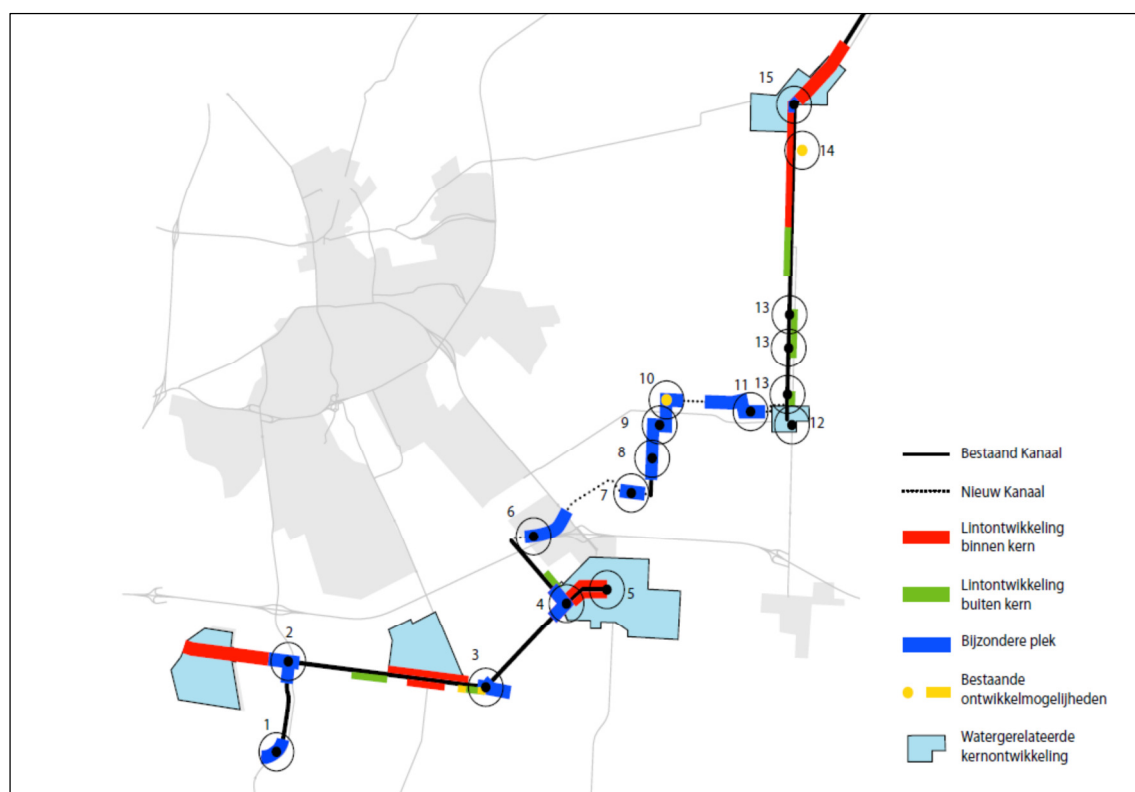 15
14
13
13
13
10
11
9
12
8
7
6
5
4
3
2
1
Bestaand Kanaal
Nieuw Kanaal
Lintontwikkeling
binnen kern
Lintontwikkeling
buiten kern
Bijzondere plek
Bestaande
ontwikkelmogelijheden
Watergerelateerde
kernontwikkeling